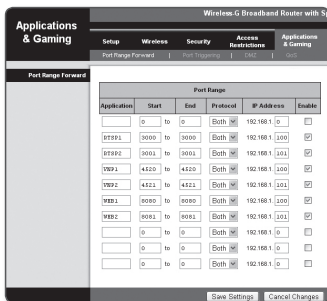 Wireless-G Broadband Router with Sp
Applications & Gaming
Setup Wireless Security Access Restrictions Applications & Gaming
Port Range Forward | Port Triggering | DMZ | QoS
Port Range Forward
Port Range
Application Start End Protocol IP Address Enable
0 to 0 Both 192.168.1. 0
RTSP1 3000 to 3000 Both 192.168.1. 100
RTSP2 3001 to 3001 Both 192.168.1. 101
VNP1 4520 to 4520 Both 192.168.1. 100
VNP2 4521 to 4521 Both 192.168.1. 101
WEB1 8080 to 8080 Both 192.168.1. 100
WEB2 8081 to 8081 Both 192.168.1. 101
0 to 0 Both 192.168.1. 0
0 to 0 Both 192.168.1. 0
0 to 0 Both 192.168.1. 0
Save Settings Cancel Changes